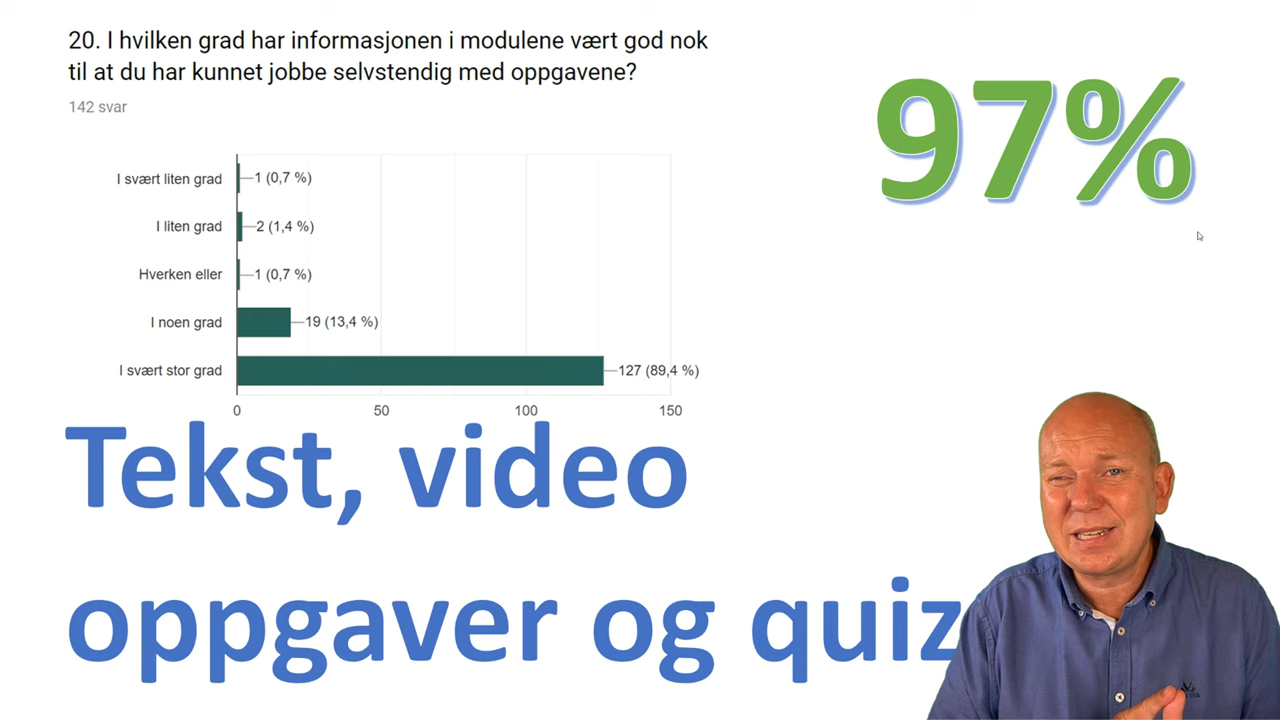 20. I hvilken grad har informasjonen i modulene vært god nok
til at du har kunnet jobbe selvstendig med oppgavene?
142 svar
97%
I svært liten grad
1 (0,7 %)
I liten grad
2 (1,4 %)
Hverken eller
1 (0,7 %)
I noen grad
19 (13,4 %)
I svært stor grad
127 (89,4 %)
0
50
100
150
Tekst, video
oppgaver og quiz